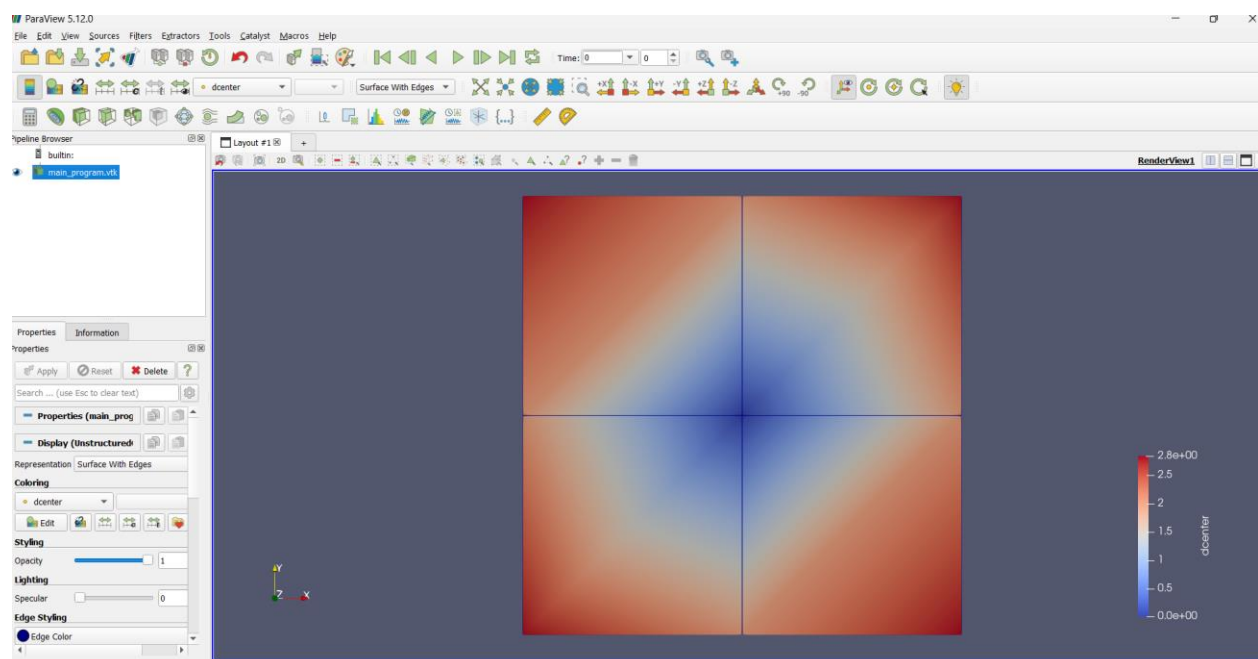 ParaView 5.12.0
File Edit View Sources Filters Extractors Tools Catalyst Macros Help
Time: 0 0
dcenter Surface With Edges +90 -90
Pipeline Browser
Layout #1 +
builtin:
2D RenderView1
main_program.vtk
Properties Information
Properties
Apply Reset Delete ?
Search ... (use Esc to clear text)
Properties (main_prog
Display (Unstructured
Representation Surface With Edges
Coloring
dcenter
Edit
Styling
Opacity 1
Lighting
Specular 0
Edge Styling
Edge Color
Y
Z X
2.8e+00
2.5
2
1.5
1
0.5
0.0e+00
dcenter